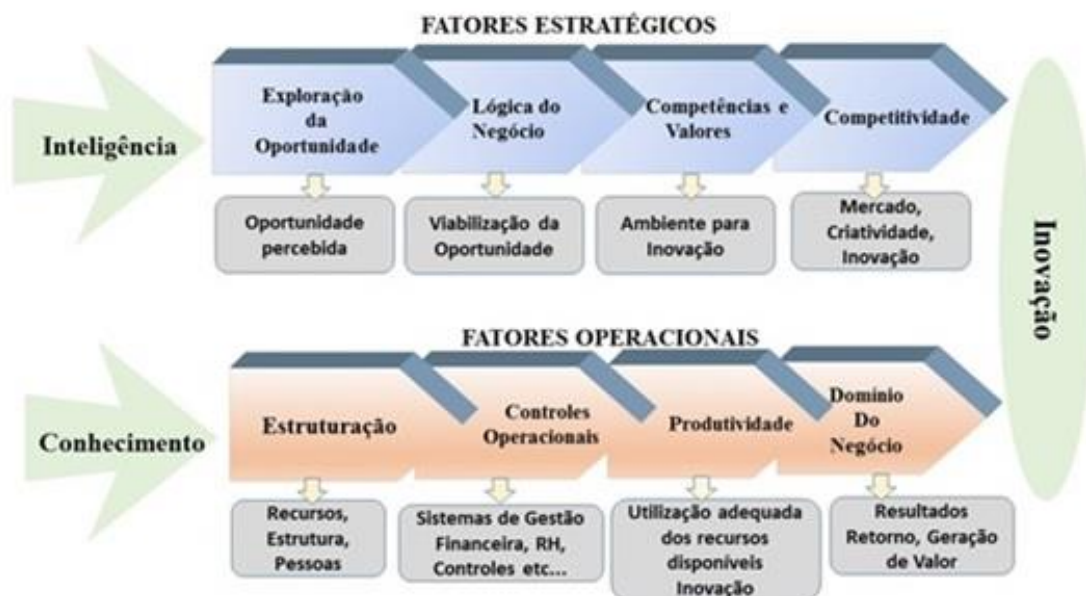 FATORES ESTRATÉGICOS
Inteligência
Exploração
da
Oportunidade
Lógica do
Negócio
Competências e
Valores
Competitividade
Oportunidade
percebida
Viabilização da
Oportunidade
Ambiente para
Inovação
Mercado,
Criatividade,
Inovação
Inovação
FATORES OPERACIONAIS
Conhecimento
Estruturação
Controles
Operacionais
Produtividade
Domínio
Do
Negócio
Recursos,
Estrutura,
Pessoas
Sistemas de Gestão
Financeira, RH,
Controles etc...
Utilização adequada
dos recursos
disponíveis
Inovação
Resultados
Retorno, Geração
de Valor